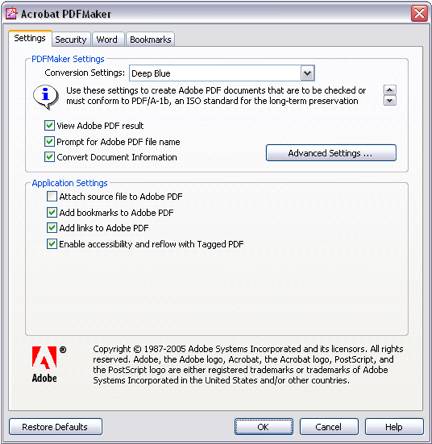 Acrobat PDFMaker
Settings Security Word Bookmarks
PDFMaker Settings
Conversion Settings: Deep Blue
Use these settings to create Adobe PDF documents that are to be checked or
must conform to PDF/A-1b, an ISO standard for the long-term preservation
View Adobe PDF result
Prompt for Adobe PDF file name
Convert Document Information
Advanced Settings ...
Application Settings
Attach source file to Adobe PDF
Add bookmarks to Adobe PDF
Add links to Adobe PDF
Enable accessibility and reflow with Tagged PDF
Copyright © 1987-2005 Adobe Systems Incorporated and its licensors. All rights
reserved. Adobe, the Adobe logo, Acrobat, the Acrobat logo, PostScript, and
the PostScript logo are either registered trademarks or trademarks of Adobe
Systems Incorporated in the United States and/or other countries.
®
Adobe
Restore Defaults OK Cancel Help